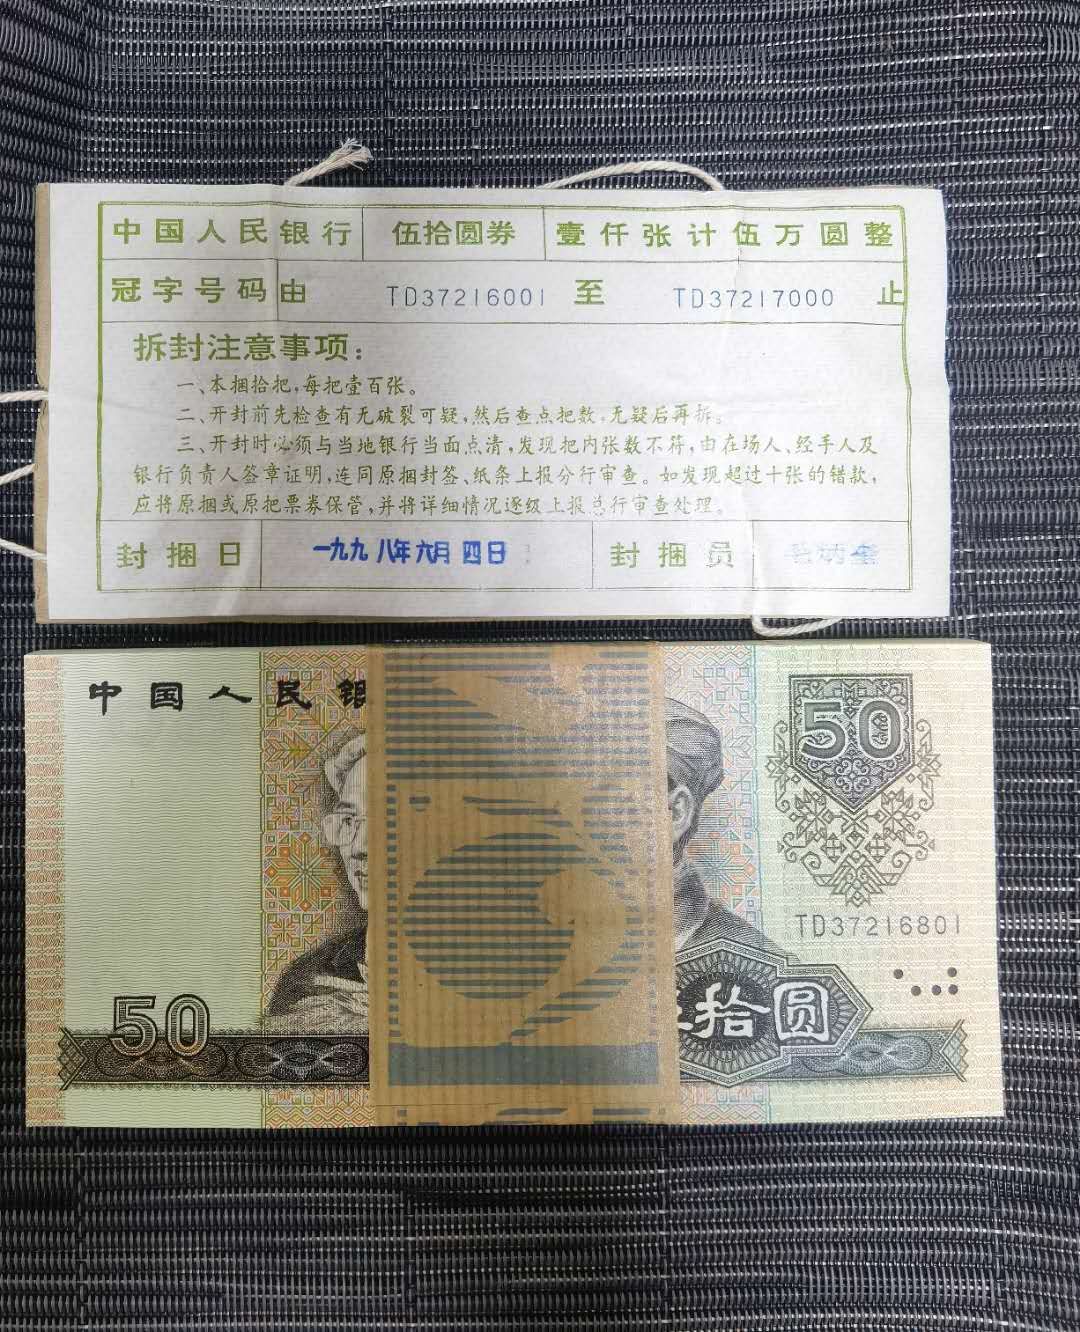 中国人民银行 伍拾圆券 壹仟张计伍万圆整
冠字号码由 TD37216001 至 TD37217000 止
拆封注意事项：
一、本捆拾把,每把壹百张。
二、开封前先检查有无破裂可疑,然后查点把数,无疑后再拆。
三、开封时必须与当地银行当面点清,发现把内张数不符,由在场人、经手人及
银行负责人签章证明,连同原捆封签、纸条上报分行审查。如发现超过十张的错款,
应将原捆或原把票券保管,并将详细情况逐级上报总行审查处理。
封捆日 一九九八年六月四日 封捆员
中国人民银
50
TD37216801
50
拾圆